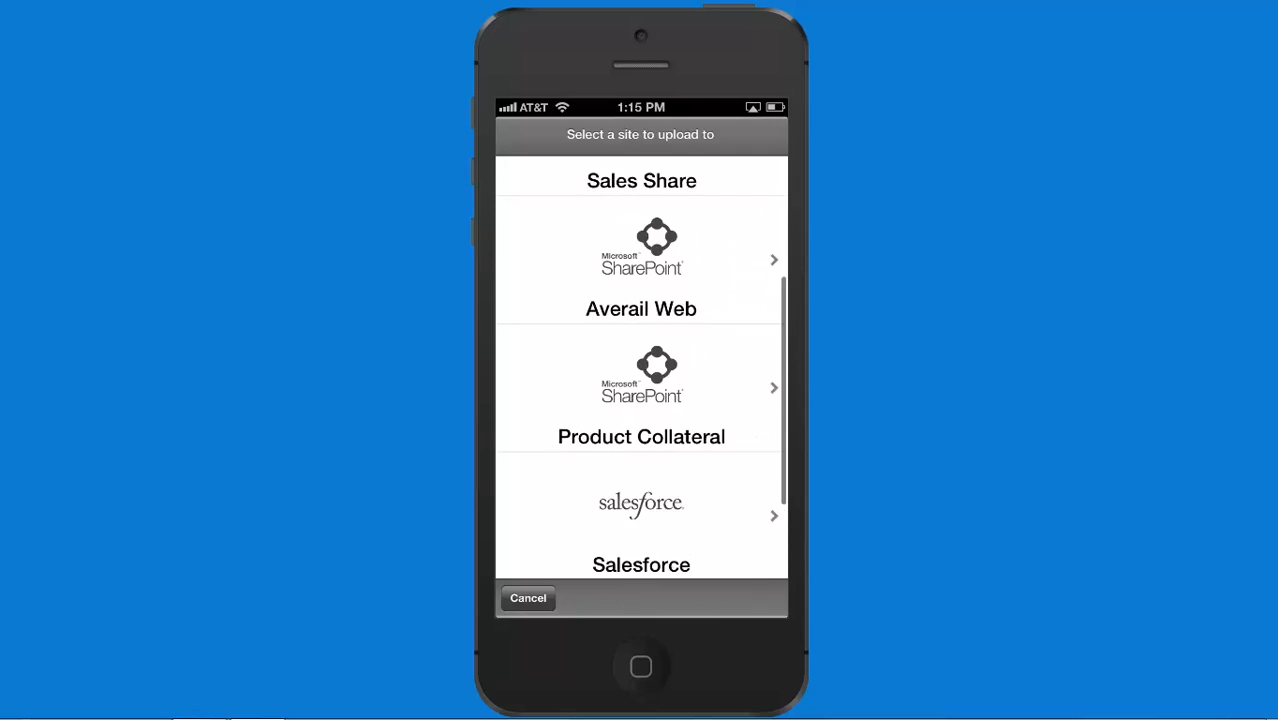 AT&T 1:15 PM
Select a site to upload to
Sales Share
Microsoft
SharePoint
Averail Web
Microsoft
SharePoint
Product Collateral
salesforce
Salesforce
Cancel